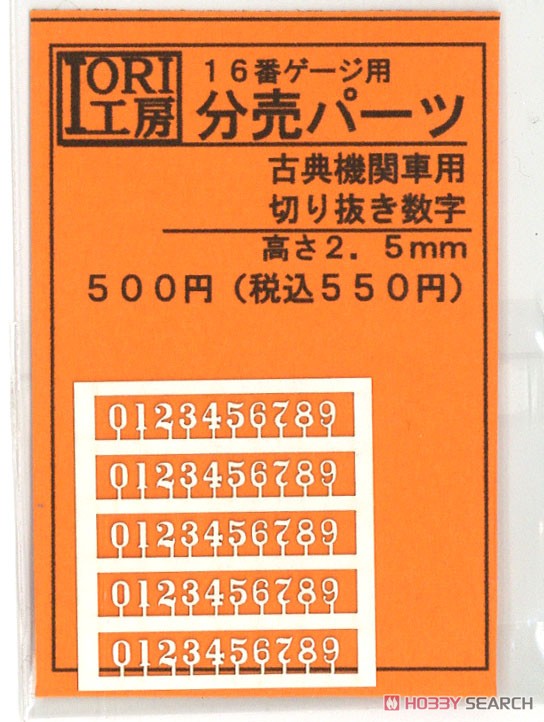 IORI
工房
16番ゲージ用
分売パーツ
古典機関車用
切り抜き数字
高さ2.5mm
500円(税込550円)
0123456789
0123456789
0123456789
0123456789
0123456789
HOBBY SEARCH